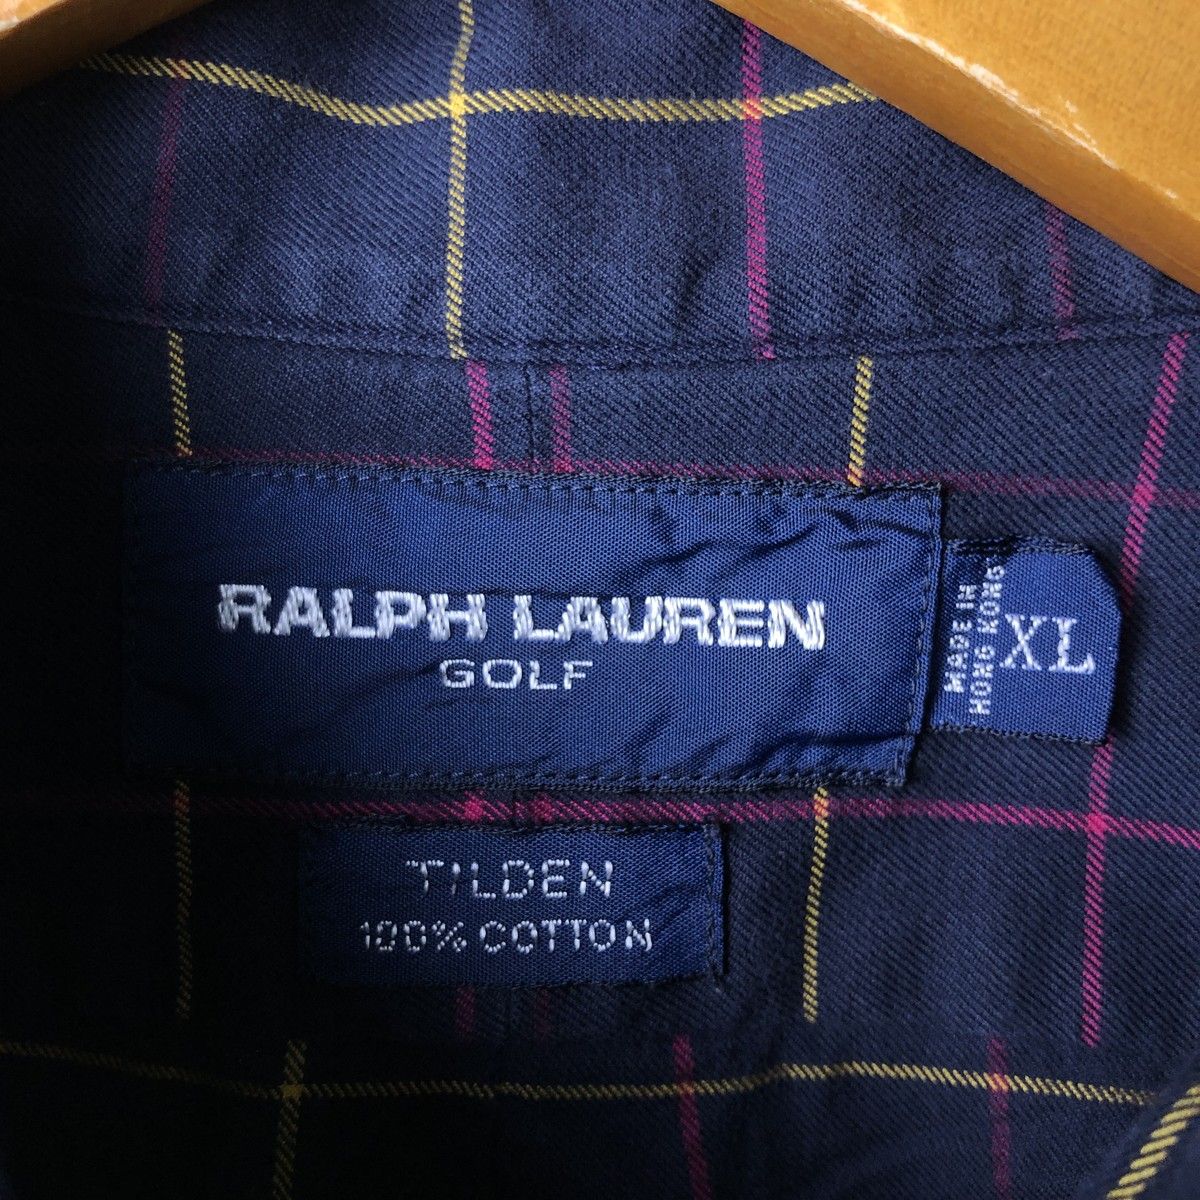 RALPH LAUREN
GOLF
MADE IN
HONG KONG
XL
TILDEN
100% COTTON